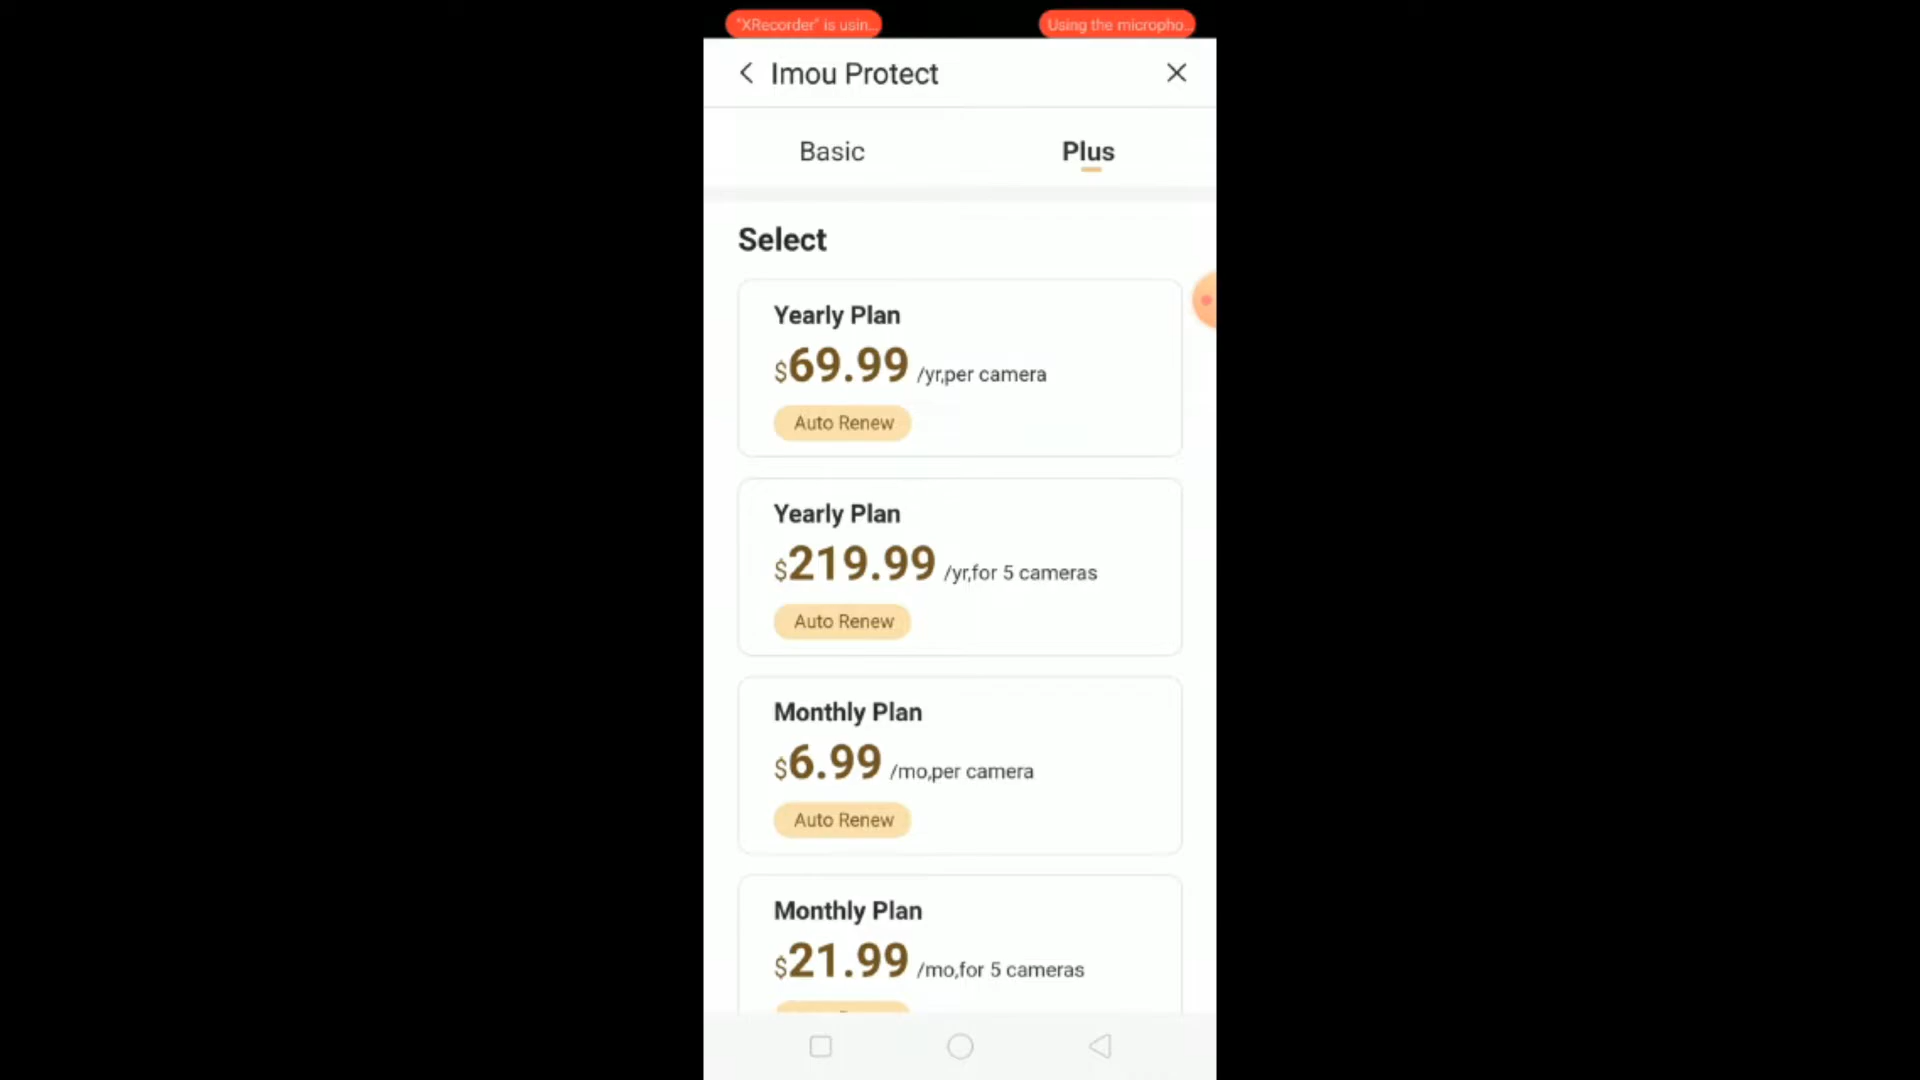 "XRecorder" is usin...
Using the micropho...
Imou Protect
Basic
Plus
Select
Yearly Plan
$69.99 /yr,per camera
Auto Renew
Yearly Plan
$219.99 /yr,for 5 cameras
Auto Renew
Monthly Plan
$6.99 /mo,per camera
Auto Renew
Monthly Plan
$21.99 /mo,for 5 cameras